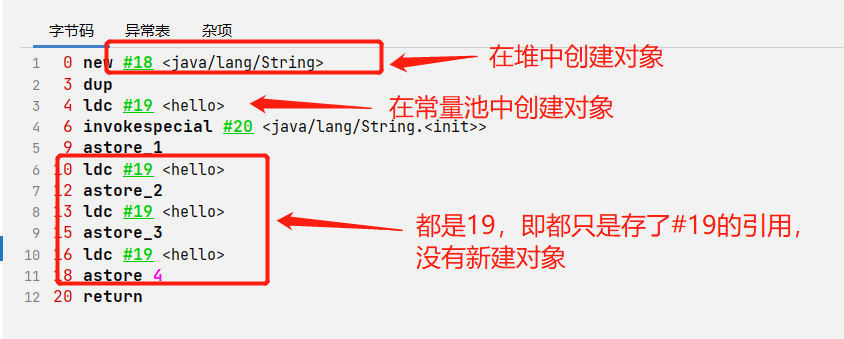 字节码 异常表 杂项
1 0 new #18 <java/lang/String>
在堆中创建对象
2 3 dup
3 4 ldc #19 <hello>
在常量池中创建对象
4 6 invokespecial #20 <java/lang/String.<init>>
5 9 astore_1
6 10 ldc #19 <hello>
7 12 astore_2
8 13 ldc #19 <hello>
9 15 astore_3
10 16 ldc #19 <hello>
11 18 astore 4
12 20 return
都是19，即都只是存了#19的引用，
没有新建对象